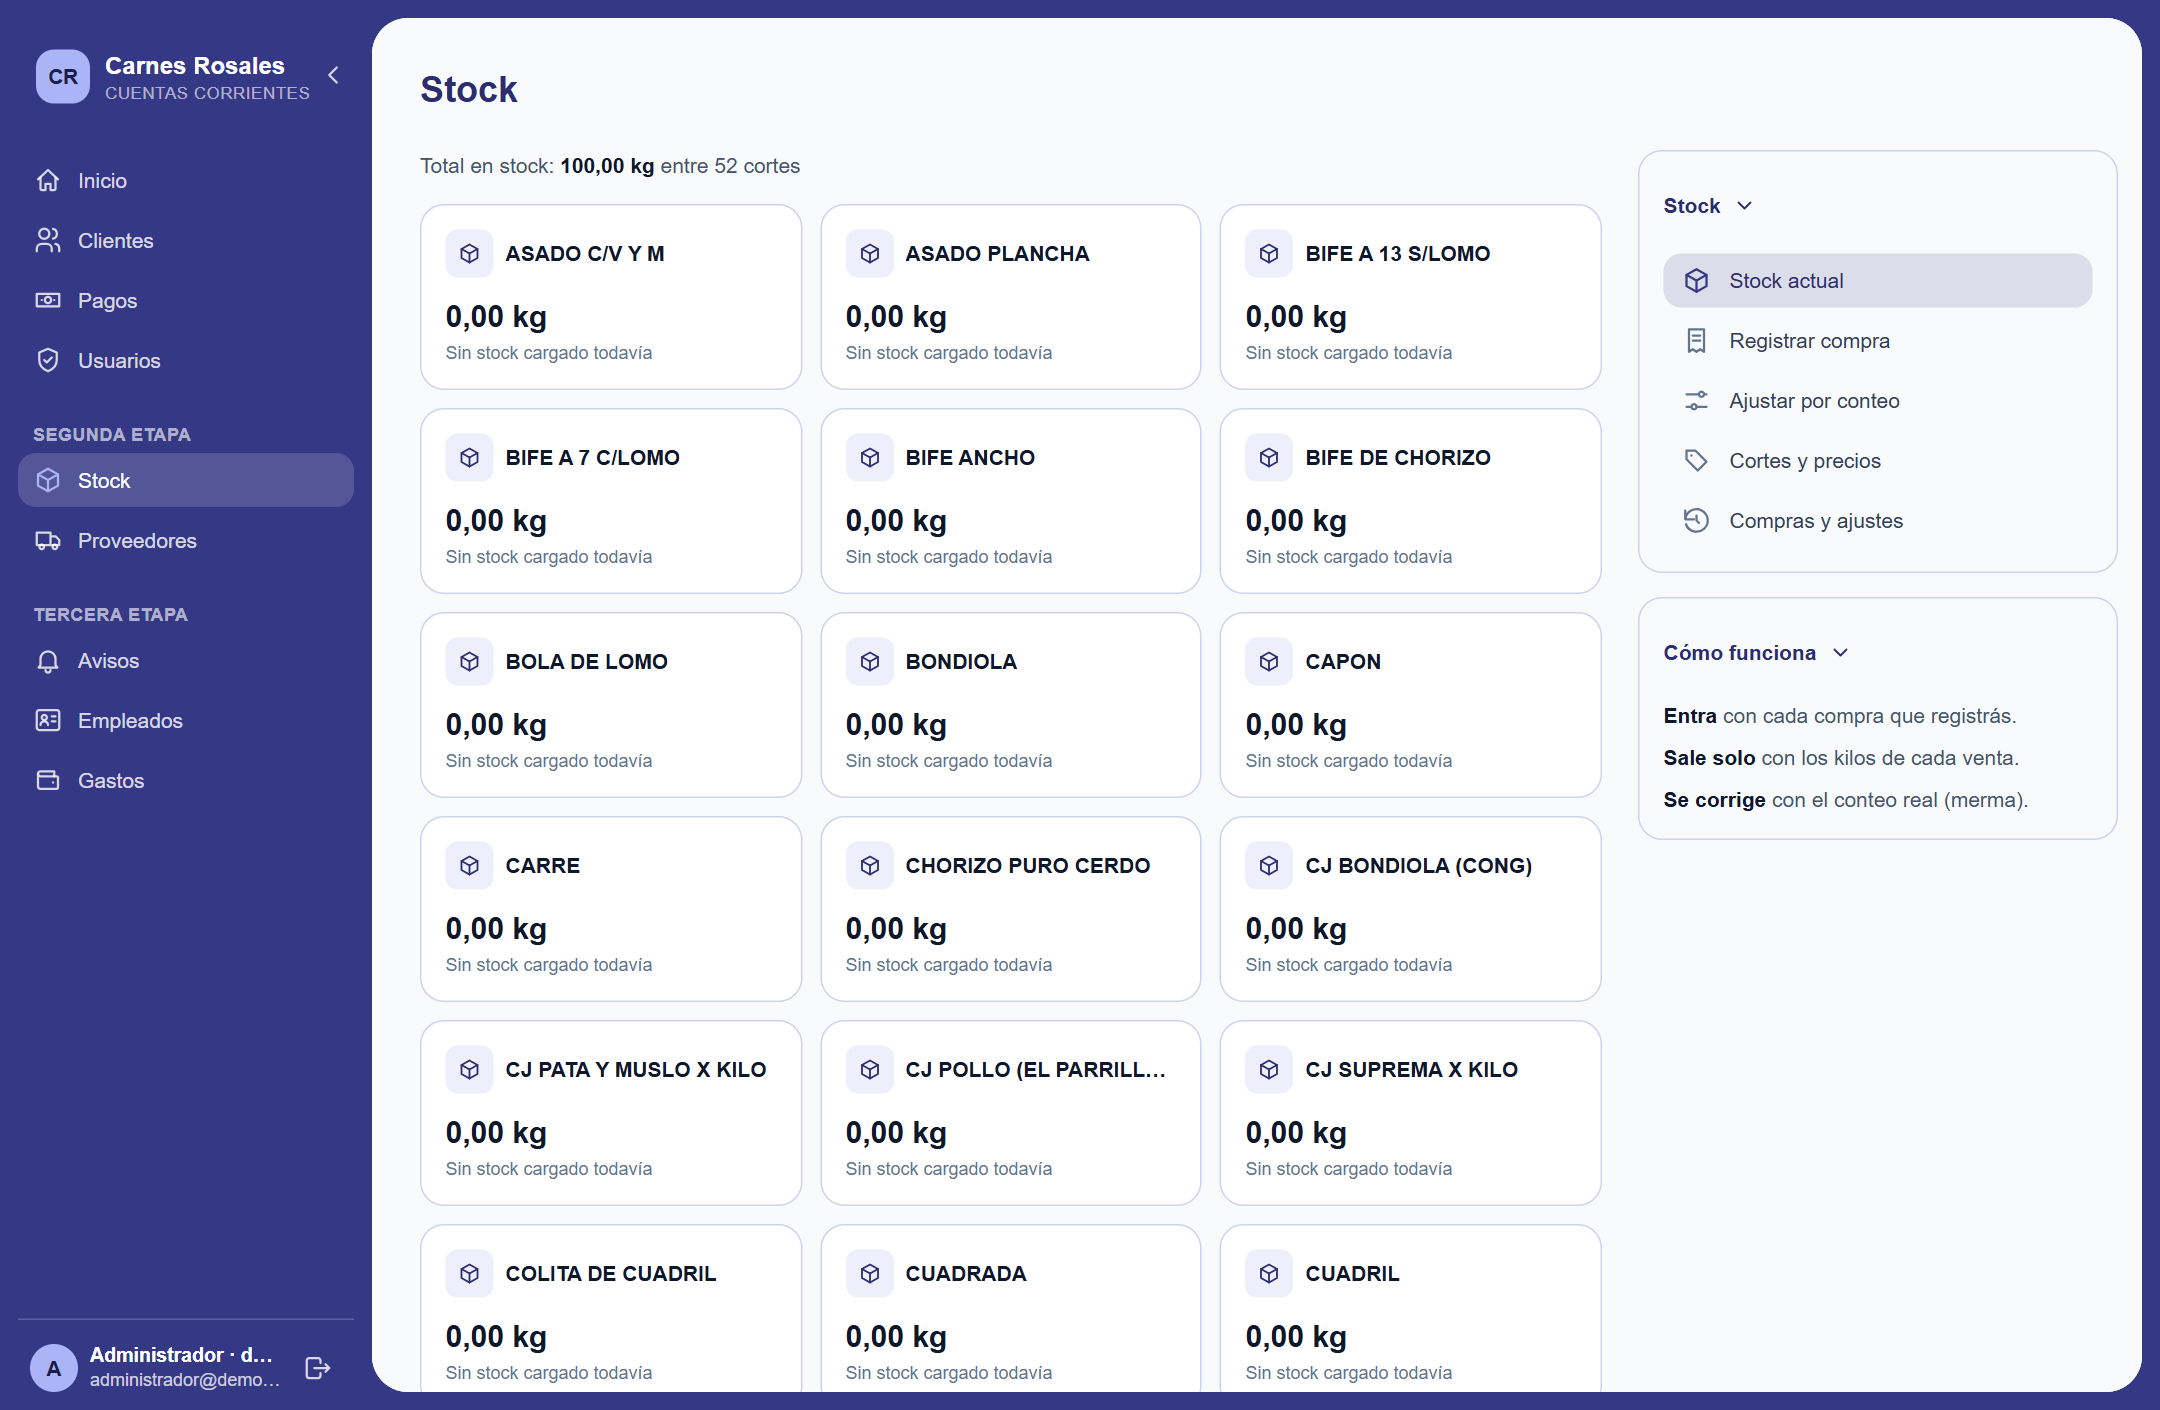 CR
Carnes Rosales
CUENTAS CORRIENTES
Inicio
Clientes
Pagos
Usuarios
SEGUNDA ETAPA
Stock
Proveedores
TERCERA ETAPA
Avisos
Empleados
Gastos
A
Administrador · d...
administrador@demo...
Stock
Total en stock: 100,00 kg entre 52 cortes
ASADO C/V Y M
0,00 kg
Sin stock cargado todavía
ASADO PLANCHA
0,00 kg
Sin stock cargado todavía
BIFE A 13 S/LOMO
0,00 kg
Sin stock cargado todavía
BIFE A 7 C/LOMO
0,00 kg
Sin stock cargado todavía
BIFE ANCHO
0,00 kg
Sin stock cargado todavía
BIFE DE CHORIZO
0,00 kg
Sin stock cargado todavía
BOLA DE LOMO
0,00 kg
Sin stock cargado todavía
BONDIOLA
0,00 kg
Sin stock cargado todavía
CAPON
0,00 kg
Sin stock cargado todavía
CARRE
0,00 kg
Sin stock cargado todavía
CHORIZO PURO CERDO
0,00 kg
Sin stock cargado todavía
CJ BONDIOLA (CONG)
0,00 kg
Sin stock cargado todavía
CJ PATA Y MUSLO X KILO
0,00 kg
Sin stock cargado todavía
CJ POLLO (EL PARRILL...
0,00 kg
Sin stock cargado todavía
CJ SUPREMA X KILO
0,00 kg
Sin stock cargado todavía
COLITA DE CUADRIL
0,00 kg
Sin stock cargado todavía
CUADRADA
0,00 kg
Sin stock cargado todavía
CUADRIL
0,00 kg
Sin stock cargado todavía
Stock
Stock actual
Registrar compra
Ajustar por conteo
Cortes y precios
Compras y ajustes
Cómo funciona
Entra con cada compra que registrás.
Sale solo con los kilos de cada venta.
Se corrige con el conteo real (merma).